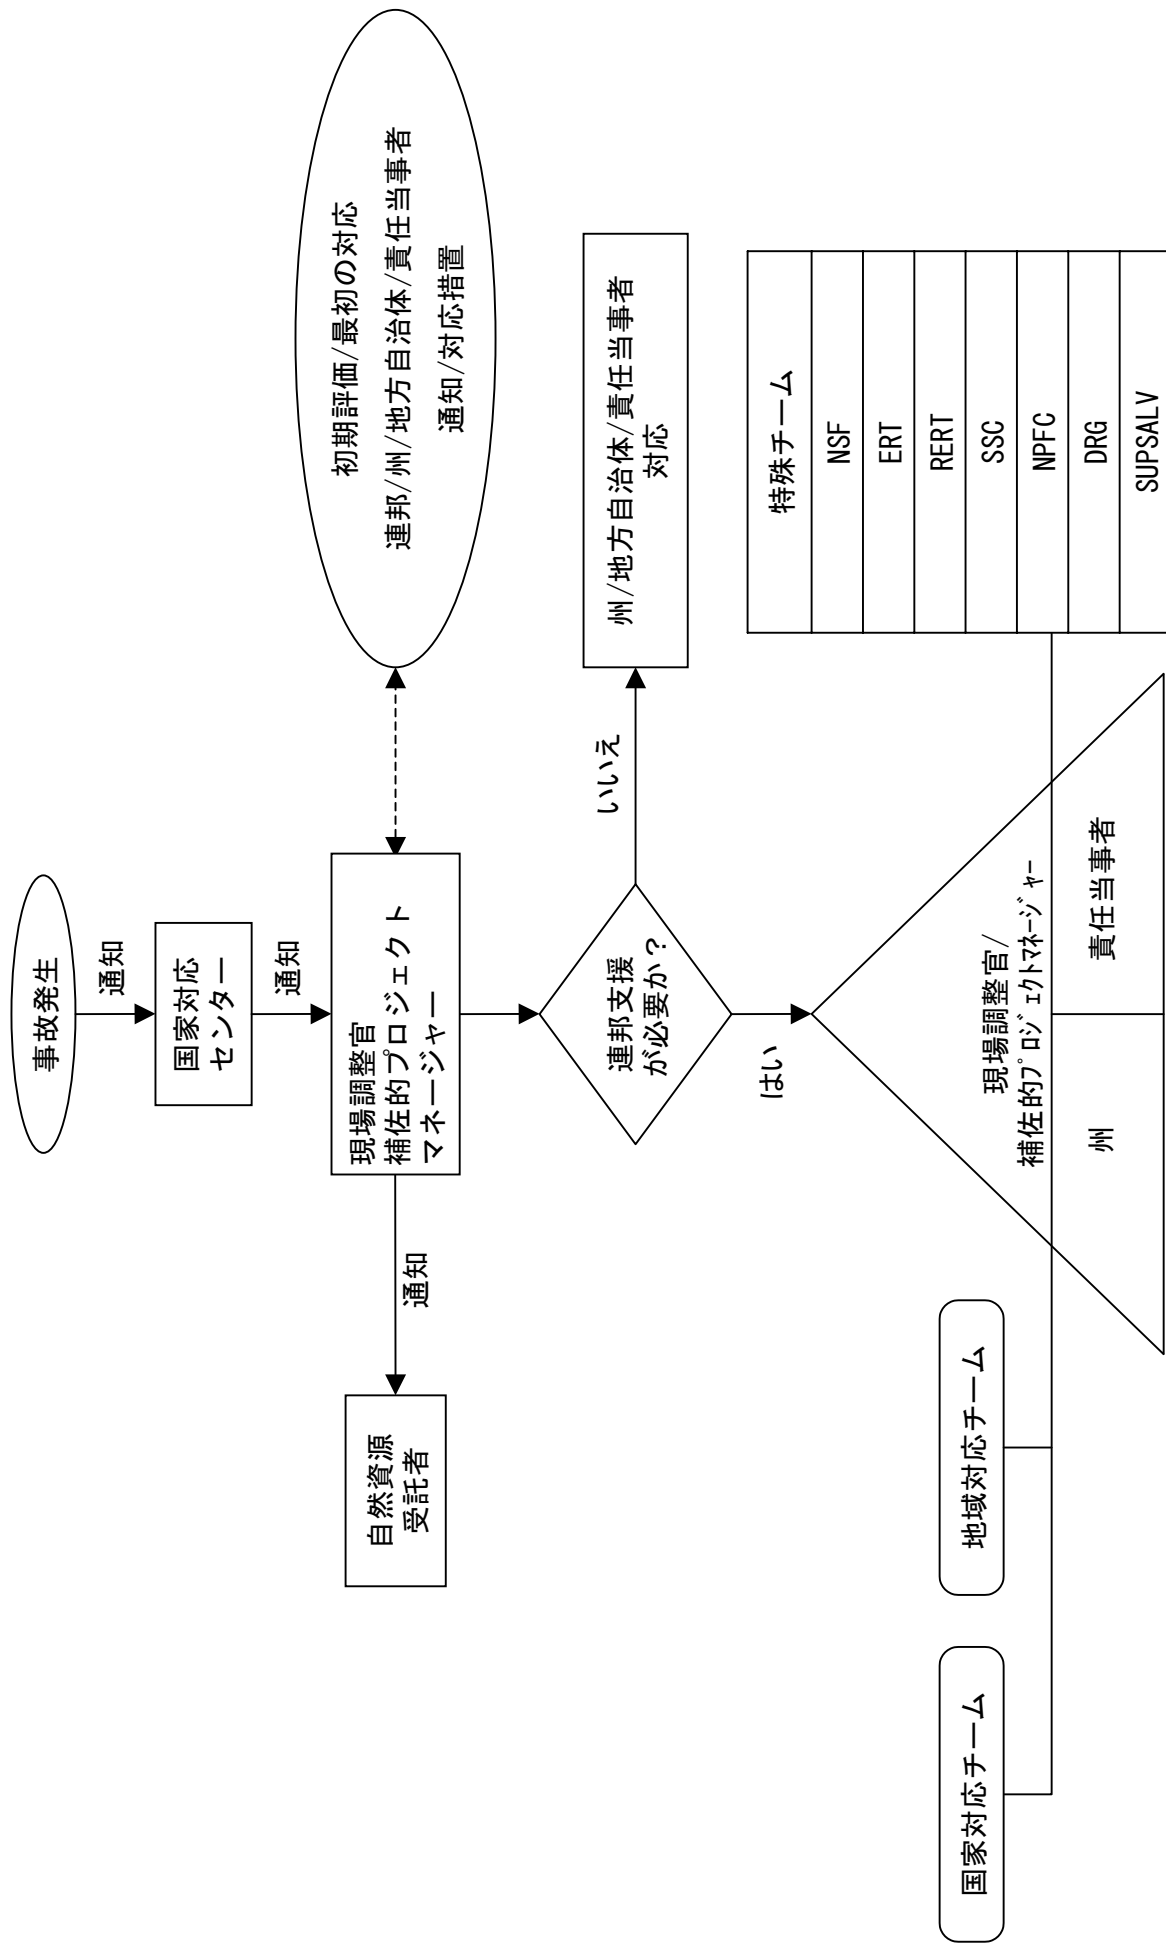 事故発生
通知
国家対応
センター
通知
現場調整官
補佐的プロジェクト
マネージャー
初期評価/最初の対応
連邦/州/地方自治体/責任当事者
通知/対応措置
通知
自然資源
受託者
連邦支援
が必要か?
いいえ
州/地方自治体/責任当事者
対応
はい
現場調整官/
補佐的プロジェクトマネージャー
州
責任当事者
国家対応チーム
地域対応チーム
特殊チーム
NSF
ERT
RERT
SSC
NPFC
DRG
SUPSALV